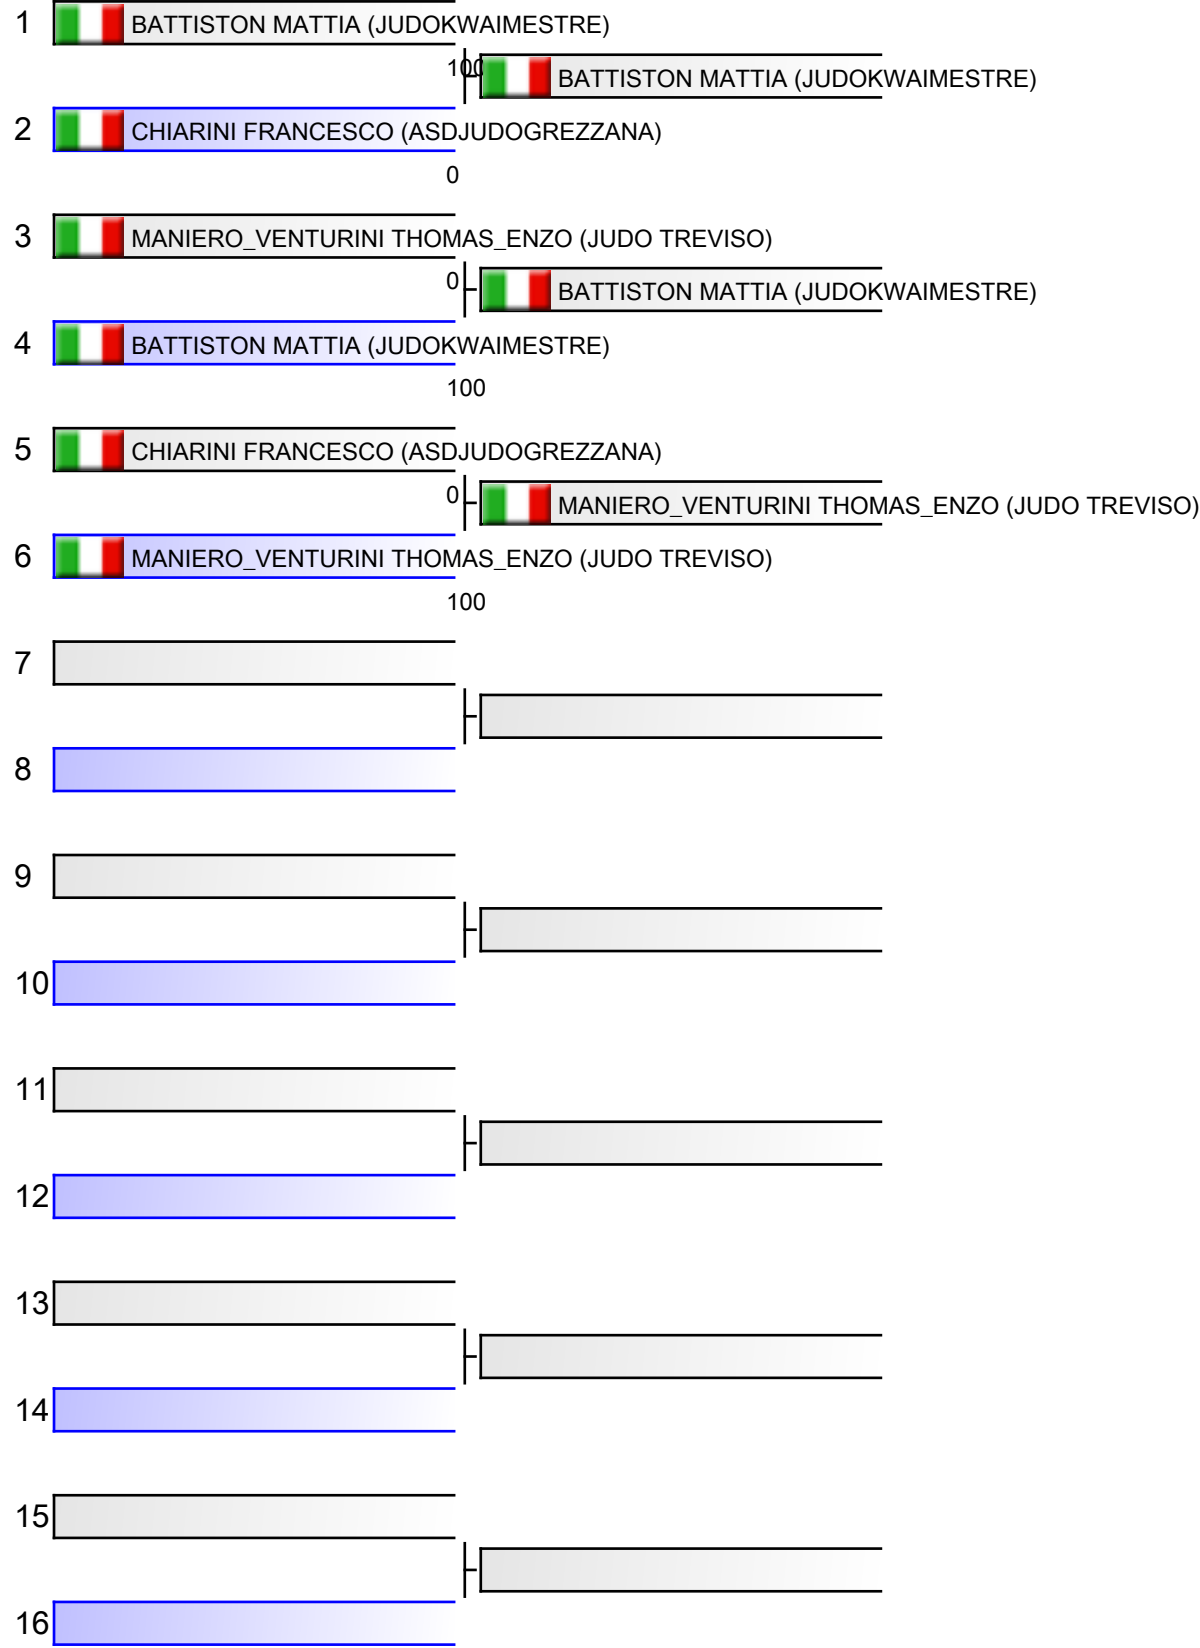 1 BATTISTON MATTIA (JUDOKWAIMESTRE)
100 BATTISTON MATTIA (JUDOKWAIMESTRE)
2 CHIARINI FRANCESCO (ASDJUDOGREZZANA)
0
3 MANIERO_VENTURINI THOMAS_ENZO (JUDO TREVISO)
0 BATTISTON MATTIA (JUDOKWAIMESTRE)
4 BATTISTON MATTIA (JUDOKWAIMESTRE)
100
5 CHIARINI FRANCESCO (ASDJUDOGREZZANA)
0 MANIERO_VENTURINI THOMAS_ENZO (JUDO TREVISO)
6 MANIERO_VENTURINI THOMAS_ENZO (JUDO TREVISO)
100
7
8
9
10
11
12
13
14
15
16